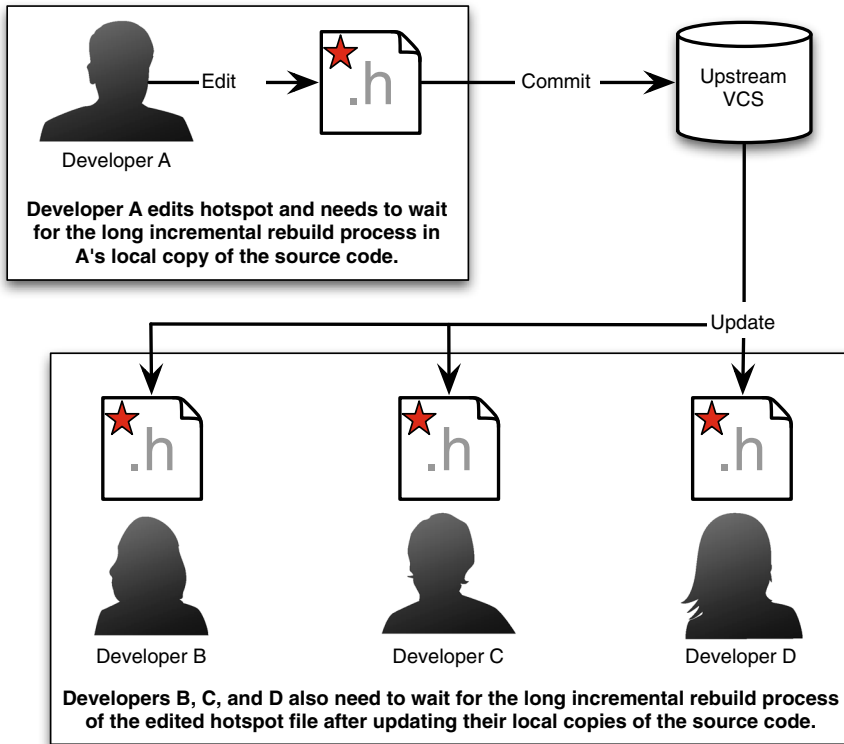 Edit
.h
Commit
Upstream
VCS
Developer A
Developer A edits hotspot and needs to wait
for the long incremental rebuild process in
A's local copy of the source code.
Update
.h
.h
.h
Developer B
Developer C
Developer D
Developers B, C, and D also need to wait for the long incremental rebuild process
of the edited hotspot file after updating their local copies of the source code.